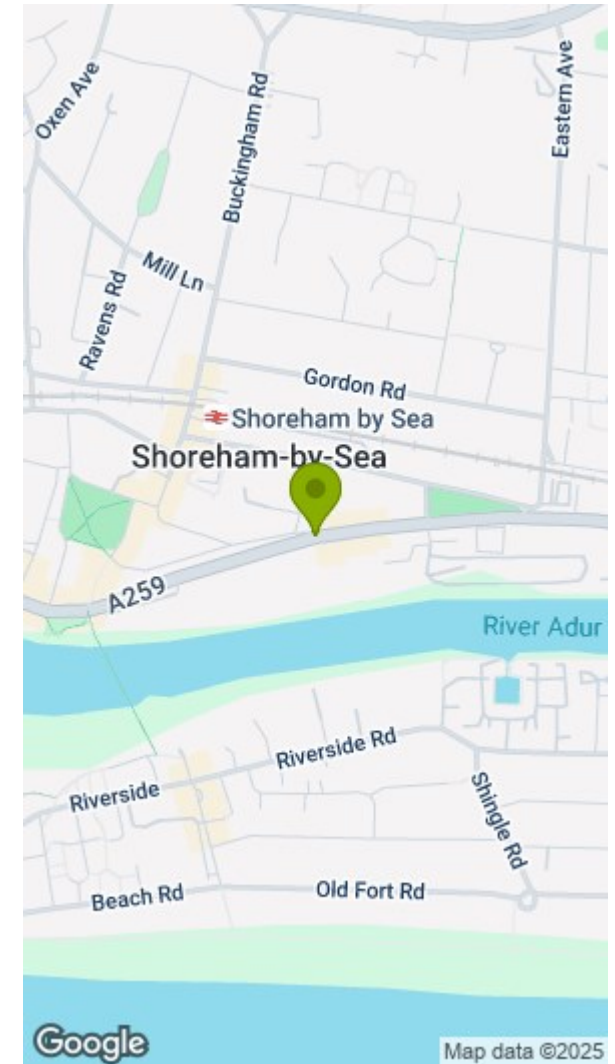 Oxen Ave
Buckingham Rd
Eastern Ave
Mill Ln
Ravens Rd
Gordon Rd
Shoreham by Sea
Shoreham-by-Sea
A259
River Adur
Riverside Rd
Riverside
Shingle Rd
Beach Rd
Old Fort Rd
Google
Map data ©2025